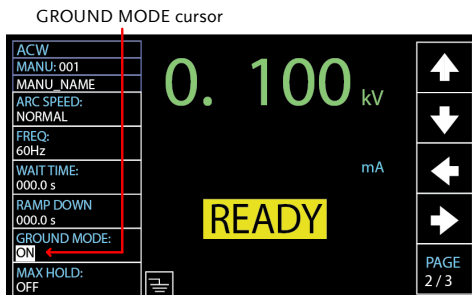 GROUND MODE cursor
ACW
MANU: 001
MANU_NAME
ARC SPEED:
NORMAL
FREQ:
60Hz
WAIT TIME:
000.0 s
RAMP DOWN
000.0 s
GROUND MODE:
ON
MAX HOLD:
OFF
0. 100 kV
mA
READY
PAGE
2 / 3